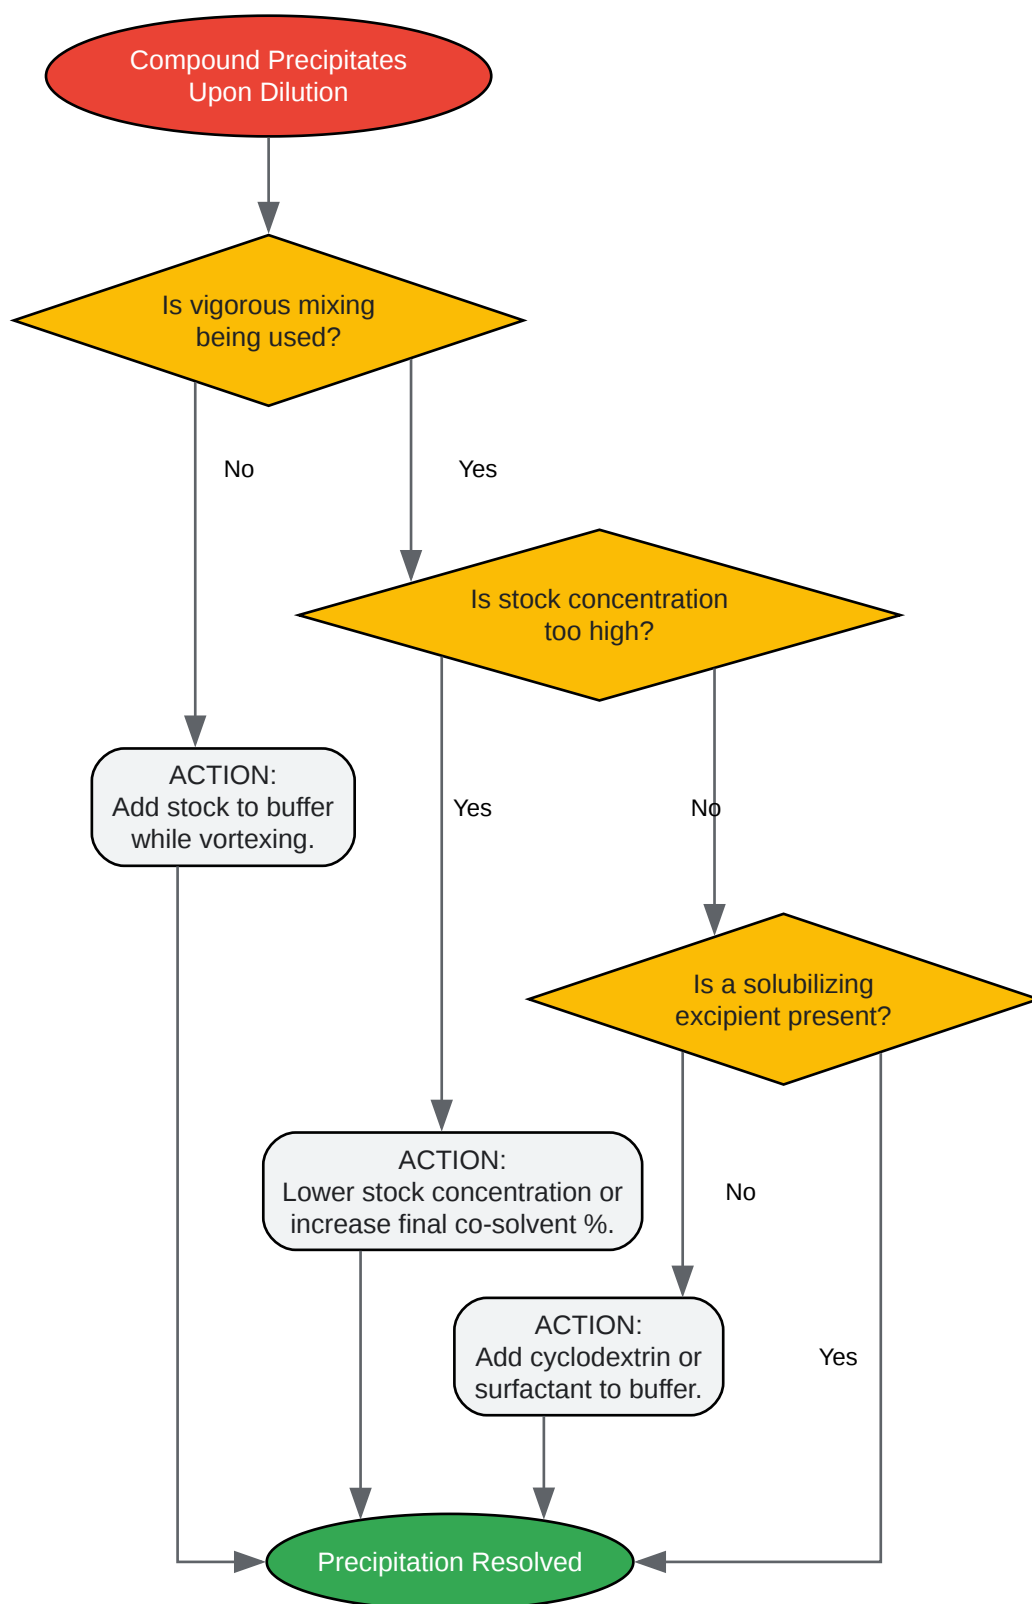 Compound Precipitates
Upon Dilution
Is vigorous mixing
being used?
No
Yes
Is stock concentration
too high?
ACTION:
Add stock to buffer
while vortexing.
Yes
No
Is a solubilizing
excipient present?
ACTION:
Lower stock concentration or
increase final co-solvent %.
No
ACTION:
Add cyclodextrin or
surfactant to buffer.
Yes
Precipitation Resolved